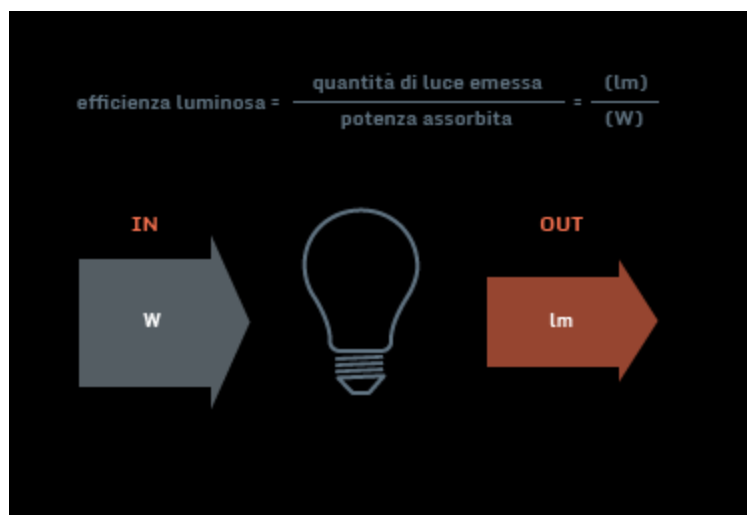 efficienza luminosa = quantità di luce emessa / potenza assorbita = (lm) / (W)
IN
OUT
W
lm